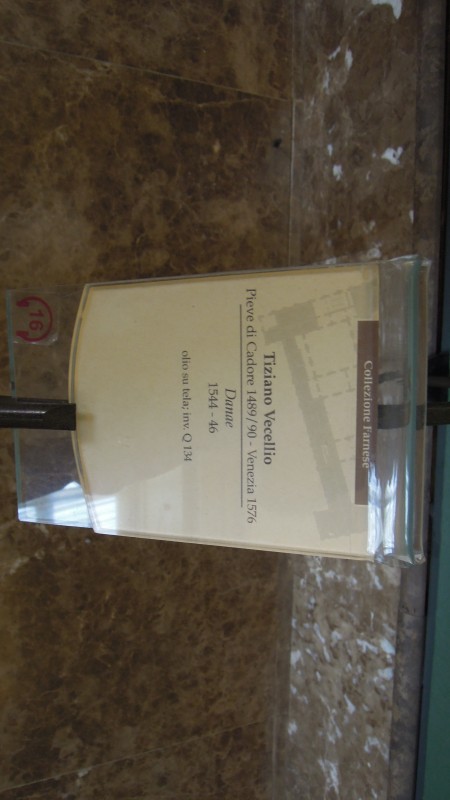 Collezione Farnese
Tiziano Vecellio
Pieve di Cadore 1489/90 - Venezia 1576
Danae
1544 - 46
olio su tela; inv. Q 134
16